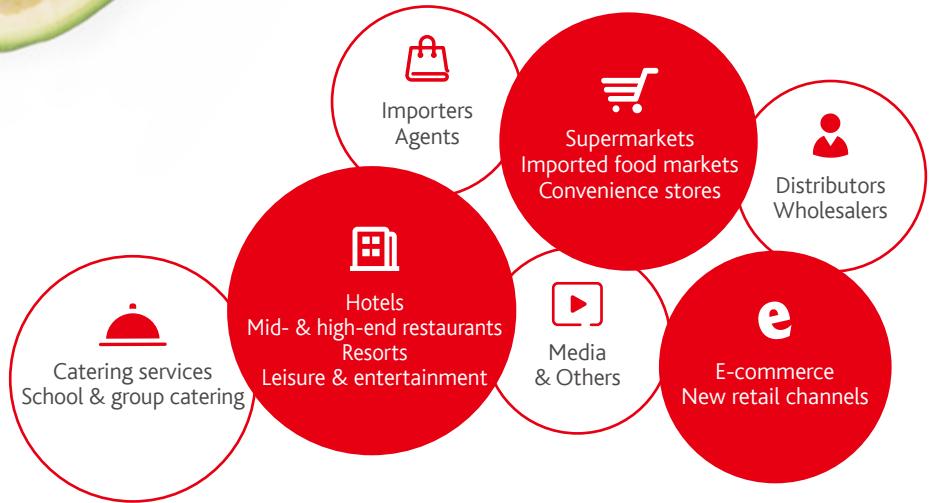 Importers
Agents
Supermarkets
Imported food markets
Convenience stores
Distributors
Wholesalers
Hotels
Mid- & high-end restaurants
Resorts
Leisure & entertainment
Catering services
School & group catering
Media
& Others
e
E-commerce
New retail channels